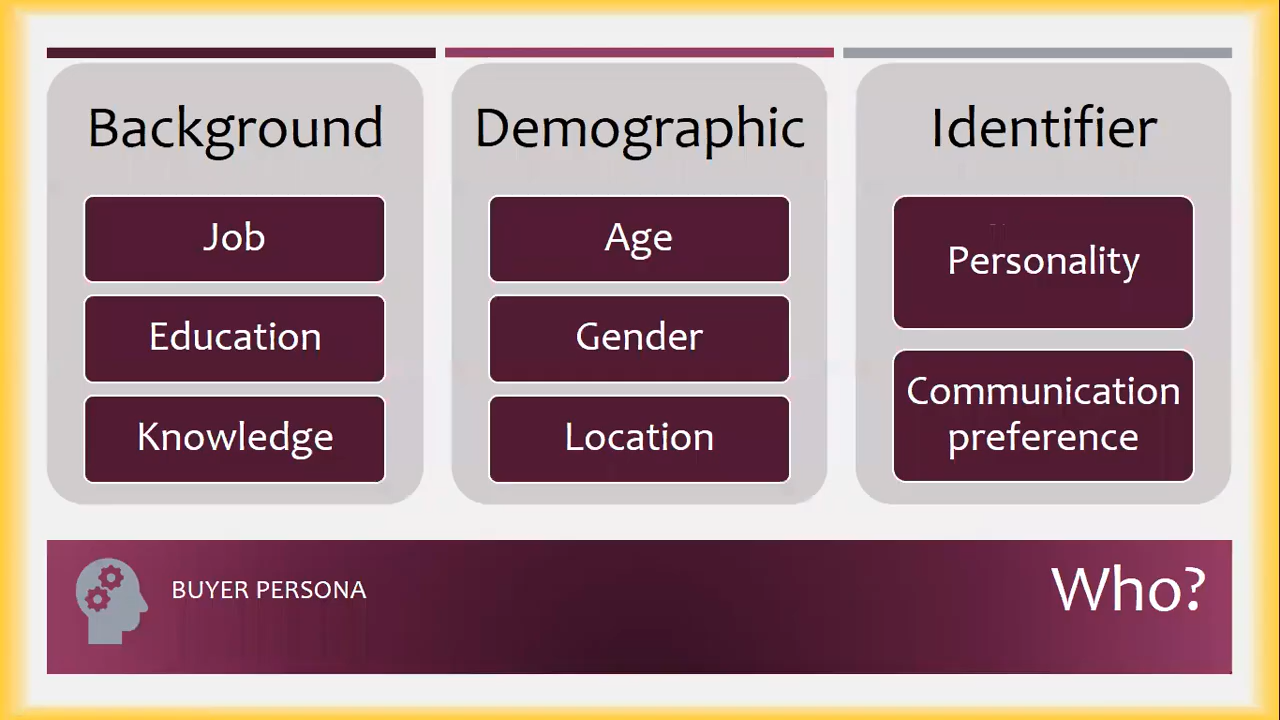 Background
Job
Education
Knowledge
Demographic
Age
Gender
Location
Identifier
Personality
Communication
preference
BUYER PERSONA
Who?